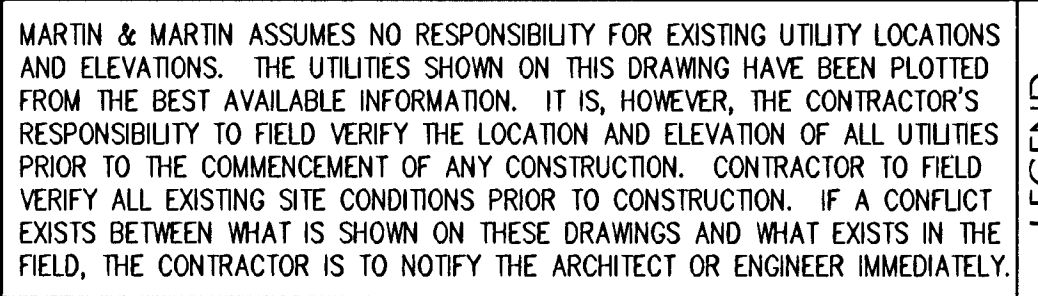 MARTIN & MARTIN ASSUMES NO RESPONSIBILITY FOR EXISTING UTILITY LOCATIONS
AND ELEVATIONS. THE UTILITIES SHOWN ON THIS DRAWING HAVE BEEN PLOTTED
FROM THE BEST AVAILABLE INFORMATION. IT IS, HOWEVER, THE CONTRACTOR'S
RESPONSIBILITY TO FIELD VERIFY THE LOCATION AND ELEVATION OF ALL UTILITIES
PRIOR TO THE COMMENCEMENT OF ANY CONSTRUCTION. CONTRACTOR TO FIELD
VERIFY ALL EXISTING SITE CONDITIONS PRIOR TO CONSTRUCTION. IF A CONFLICT
EXISTS BETWEEN WHAT IS SHOWN ON THESE DRAWINGS AND WHAT EXISTS IN THE
FIELD, THE CONTRACTOR IS TO NOTIFY THE ARCHITECT OR ENGINEER IMMEDIATELY.
LEGEND